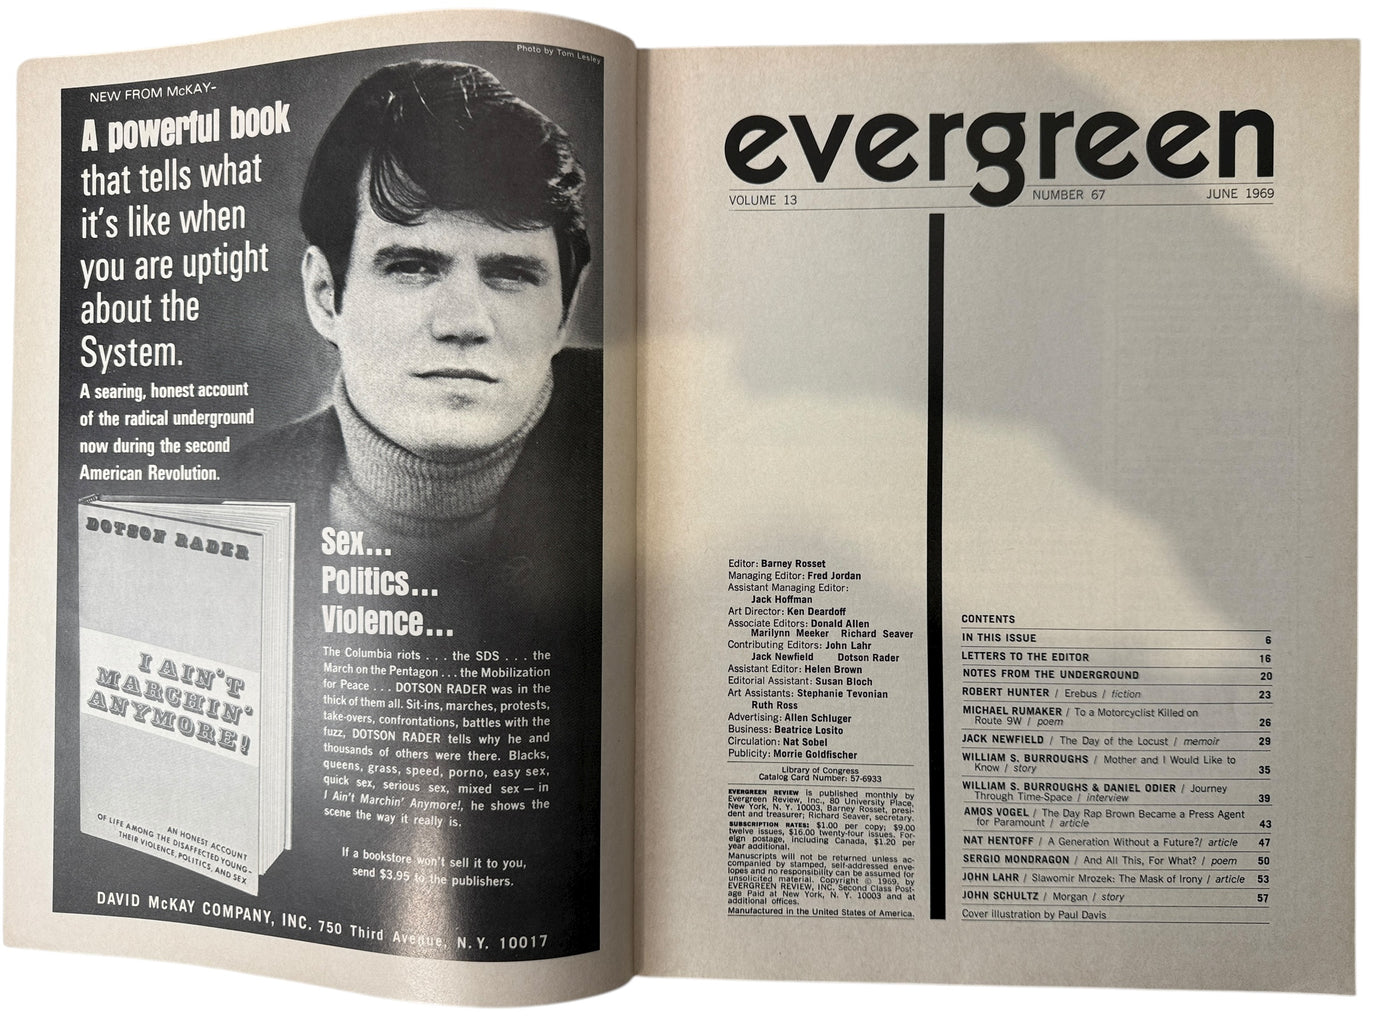 Photo by Tom Lesley
NEW FROM McKAY-
A powerful book
that tells what
it's like when
you are uptight
about the
System.
A searing, honest account
of the radical underground
now during the second
American Revolution.
DOTSON RADER
I AIN'T
MARCHIN'
ANYMORE!
AN HONEST ACCOUNT
OF LIFE AMONG THE DISAFFECTED YOUNG-
THEIR VIOLENCE, POLITICS, AND SEX
Sex...
Politics...
Violence...
The Columbia riots . . . the SDS . . . the
March on the Pentagon . . . the Mobilization
for Peace . . . DOTSON RADER was in the
thick of them all. Sit-ins, marches, protests,
take-overs, confrontations, battles with the
fuzz, DOTSON RADER tells why he and
thousands of others were there. Blacks,
queens, grass, speed, porno, easy sex,
quick sex, serious sex, mixed sex — in
I Ain't Marchin' Anymore!, he shows the
scene the way it really is.
If a bookstore won't sell it to you,
send $3.95 to the publishers.
DAVID McKAY COMPANY, INC. 750 Third Avenue, N.Y. 10017
evergreen
VOLUME 13 NUMBER 67 JUNE 1969
Editor: Barney Rosset
Managing Editor: Fred Jordan
Assistant Managing Editor:
Jack Hoffman
Art Director: Ken Deardoff
Associate Editors: Donald Allen
Marilynn Meeker Richard Seaver
Contributing Editors: John Lahr
Jack Newfield Dotson Rader
Assistant Editor: Helen Brown
Editorial Assistant: Susan Bloch
Art Assistants: Stephanie Tevonian
Ruth Ross
Advertising: Allen Schluger
Business: Beatrice Losito
Circulation: Nat Sobel
Publicity: Morrie Goldfischer
Library of Congress
Catalog Card Number: 57-6933
EVERGREEN REVIEW is published monthly by
Evergreen Review, Inc., 80 University Place,
New York, N. Y. 10003, Barney Rosset, presi-
dent and treasurer; Richard Seaver, secretary.
SUBSCRIPTION RATES: $1.00 per copy; $9.00
twelve issues, $16.00 twenty-four issues. For-
eign postage, including Canada, $1.20 per
year additional.
Manuscripts will not be returned unless ac-
companied by stamped, self-addressed enve-
lopes and no responsibility can be assumed for
unsolicited material. Copyright © 1969, by
EVERGREEN REVIEW, INC. Second Class Post-
age Paid at New York, N. Y. 10003 and at
additional offices.
Manufactured in the United States of America.
CONTENTS
IN THIS ISSUE 6
LETTERS TO THE EDITOR 16
NOTES FROM THE UNDERGROUND 20
ROBERT HUNTER / Erebus / fiction 23
MICHAEL RUMAKER / To a Motorcyclist Killed on
Route 9W / poem 26
JACK NEWFIELD / The Day of the Locust / memoir 29
WILLIAM S. BURROUGHS / Mother and I Would Like to
Know / story 35
WILLIAM S. BURROUGHS & DANIEL ODIER / Journey
Through Time-Space / interview 39
AMOS VOGEL / The Day Rap Brown Became a Press Agent
for Paramount / article 43
NAT HENTOFF / A Generation Without a Future?/ article 47
SERGIO MONDRAGON / And All This, For What? / poem 50
JOHN LAHR / Slawomir Mrozek: The Mask of Irony / article 53
JOHN SCHULTZ / Morgan / story 57
Cover illustration by Paul Davis